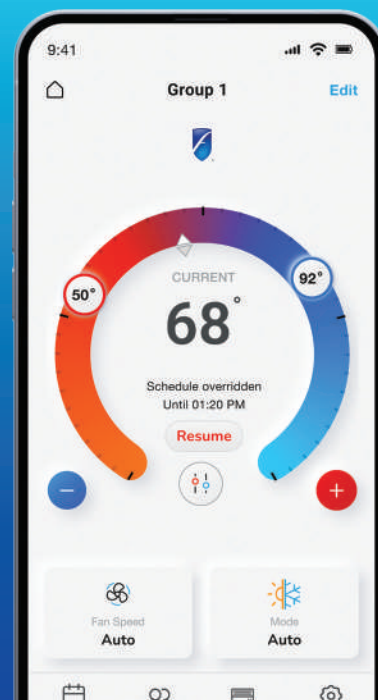 9:41
Group 1
Edit
50°
92°
CURRENT
68°
Schedule overridden
Until 01:20 PM
Resume
−
+
Fan Speed
Auto
Mode
Auto